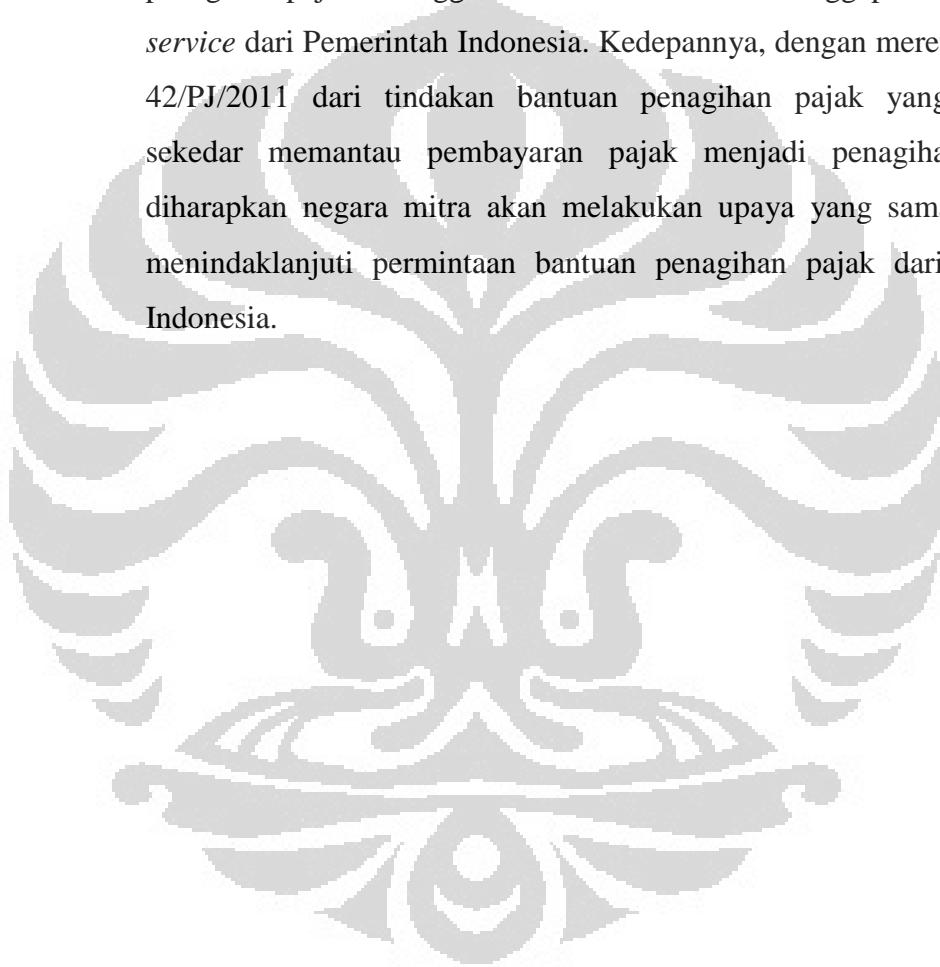 service dari Pemerintah Indonesia. Kedepannya, dengan mere
42/PJ/2011 dari tindakan bantuan penagihan pajak yang
sekedar memantau pembayaran pajak menjadi penagiha
diharapkan negara mitra akan melakukan upaya yang sam
menindaklanjuti permintaan bantuan penagihan pajak dari
Indonesia.